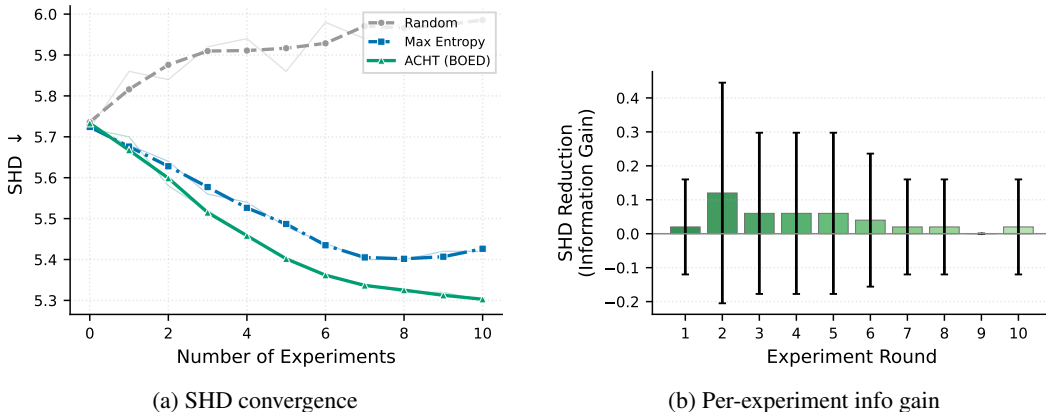 6.0
5.9
5.8
5.7
5.6
5.5
5.4
5.3
SHD ↓
Random
Max Entropy
ACHT (BOED)
0 2 4 6 8 10
Number of Experiments
(a) SHD convergence
0.4
0.3
0.2
0.1
0.0
−0.1
−0.2
SHD Reduction
(Information Gain)
1 2 3 4 5 6 7 8 9 10
Experiment Round
(b) Per-experiment info gain